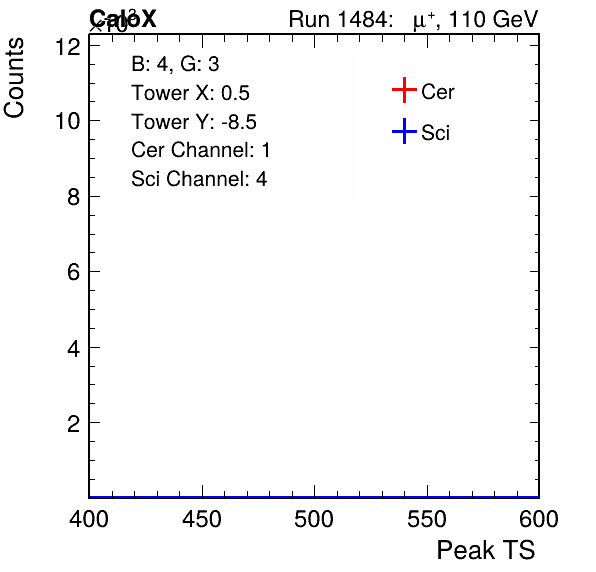 ×10³
CaloX
Run 1484: μ⁺, 110 GeV
Counts
12
10
8
6
4
2
B: 4, G: 3
Tower X: 0.5
Tower Y: -8.5
Cer Channel: 1
Sci Channel: 4
Cer
Sci
400 450 500 550 600
Peak TS